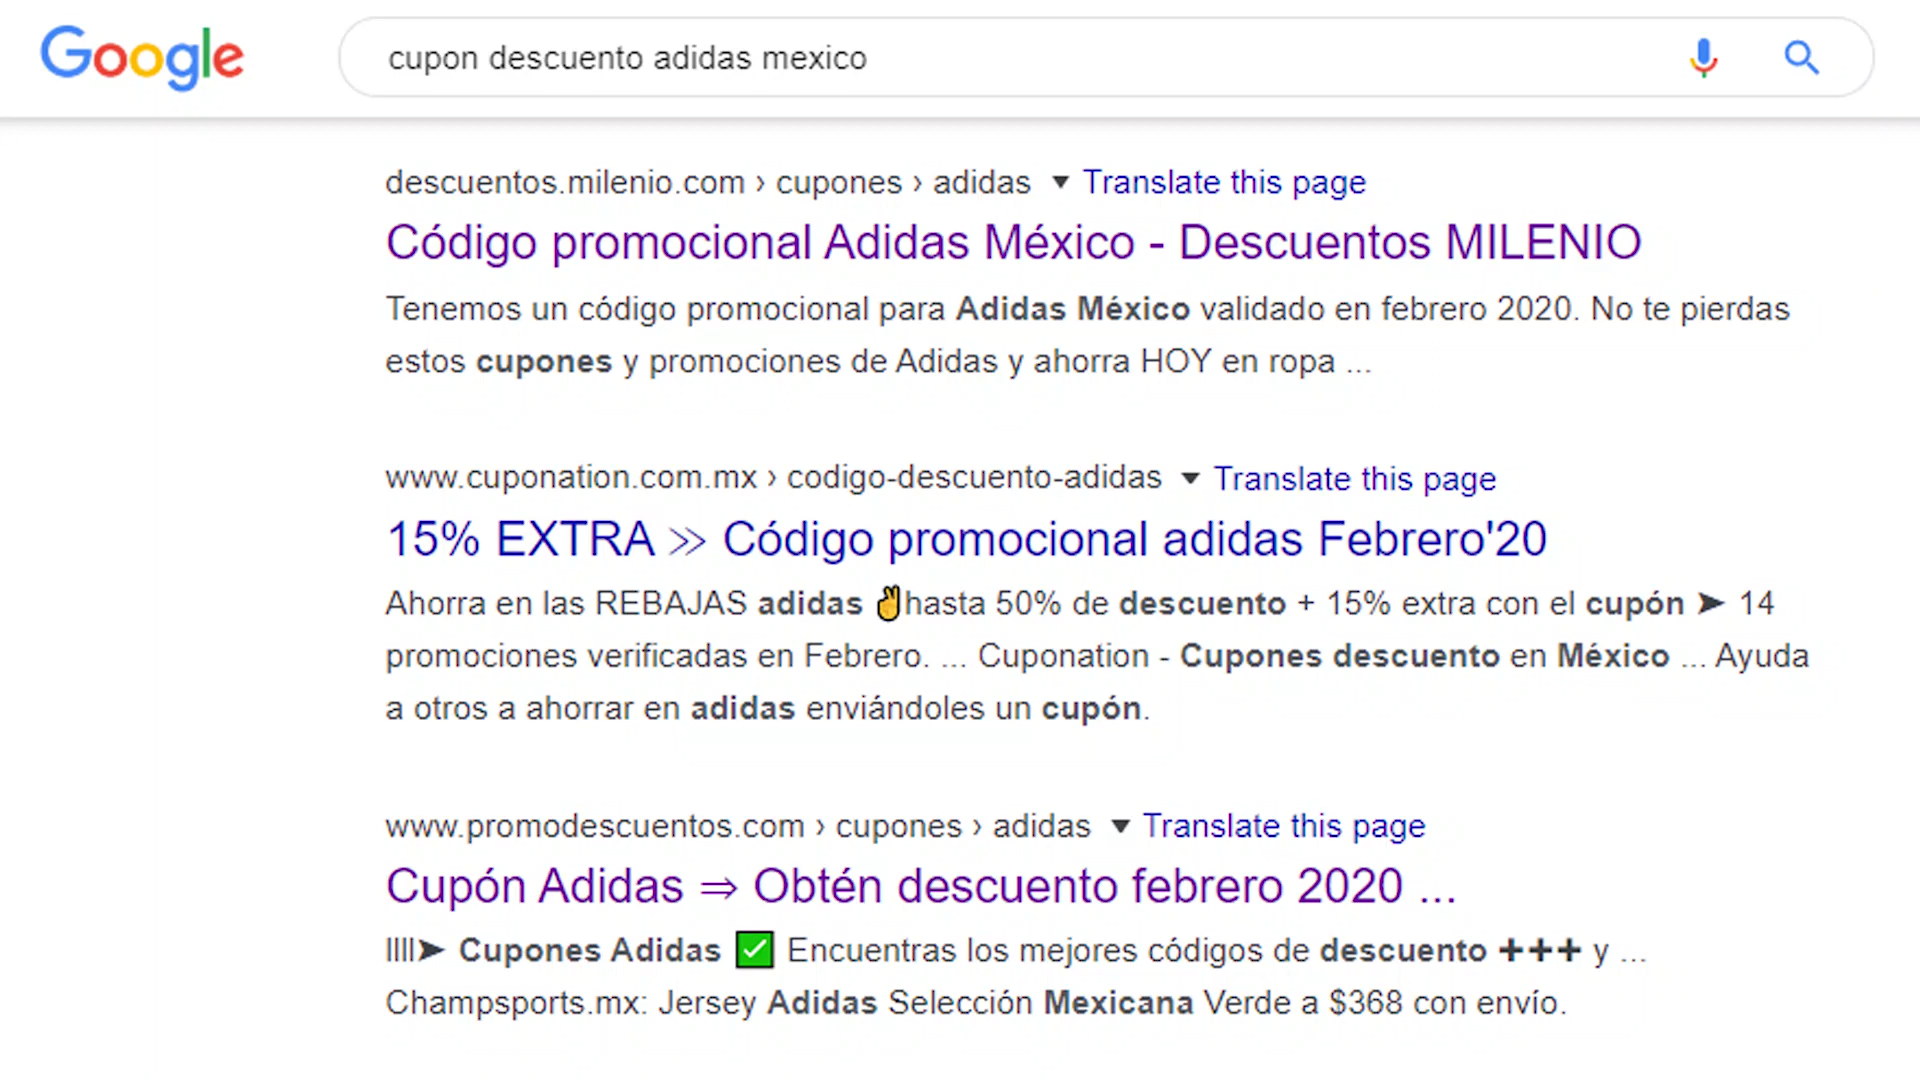 Google
cupon descuento adidas mexico
descuentos.milenio.com › cupones › adidas ▼ Translate this page
Código promocional Adidas México - Descuentos MILENIO
Tenemos un código promocional para Adidas México validado en febrero 2020. No te pierdas
estos cupones y promociones de Adidas y ahorra HOY en ropa ...
www.cuponation.com.mx › codigo-descuento-adidas ▼ Translate this page
15% EXTRA ≫ Código promocional adidas Febrero'20
Ahorra en las REBAJAS adidas ✌hasta 50% de descuento + 15% extra con el cupón ➤ 14
promociones verificadas en Febrero. ... Cuponation - Cupones descuento en México ... Ayuda
a otros a ahorrar en adidas enviándoles un cupón.
www.promodescuentos.com › cupones › adidas ▼ Translate this page
Cupón Adidas ⇒ Obtén descuento febrero 2020 ...
llll➤ Cupones Adidas ✅ Encuentras los mejores códigos de descuento ✚✚✚ y ...
Champsports.mx: Jersey Adidas Selección Mexicana Verde a $368 con envío.